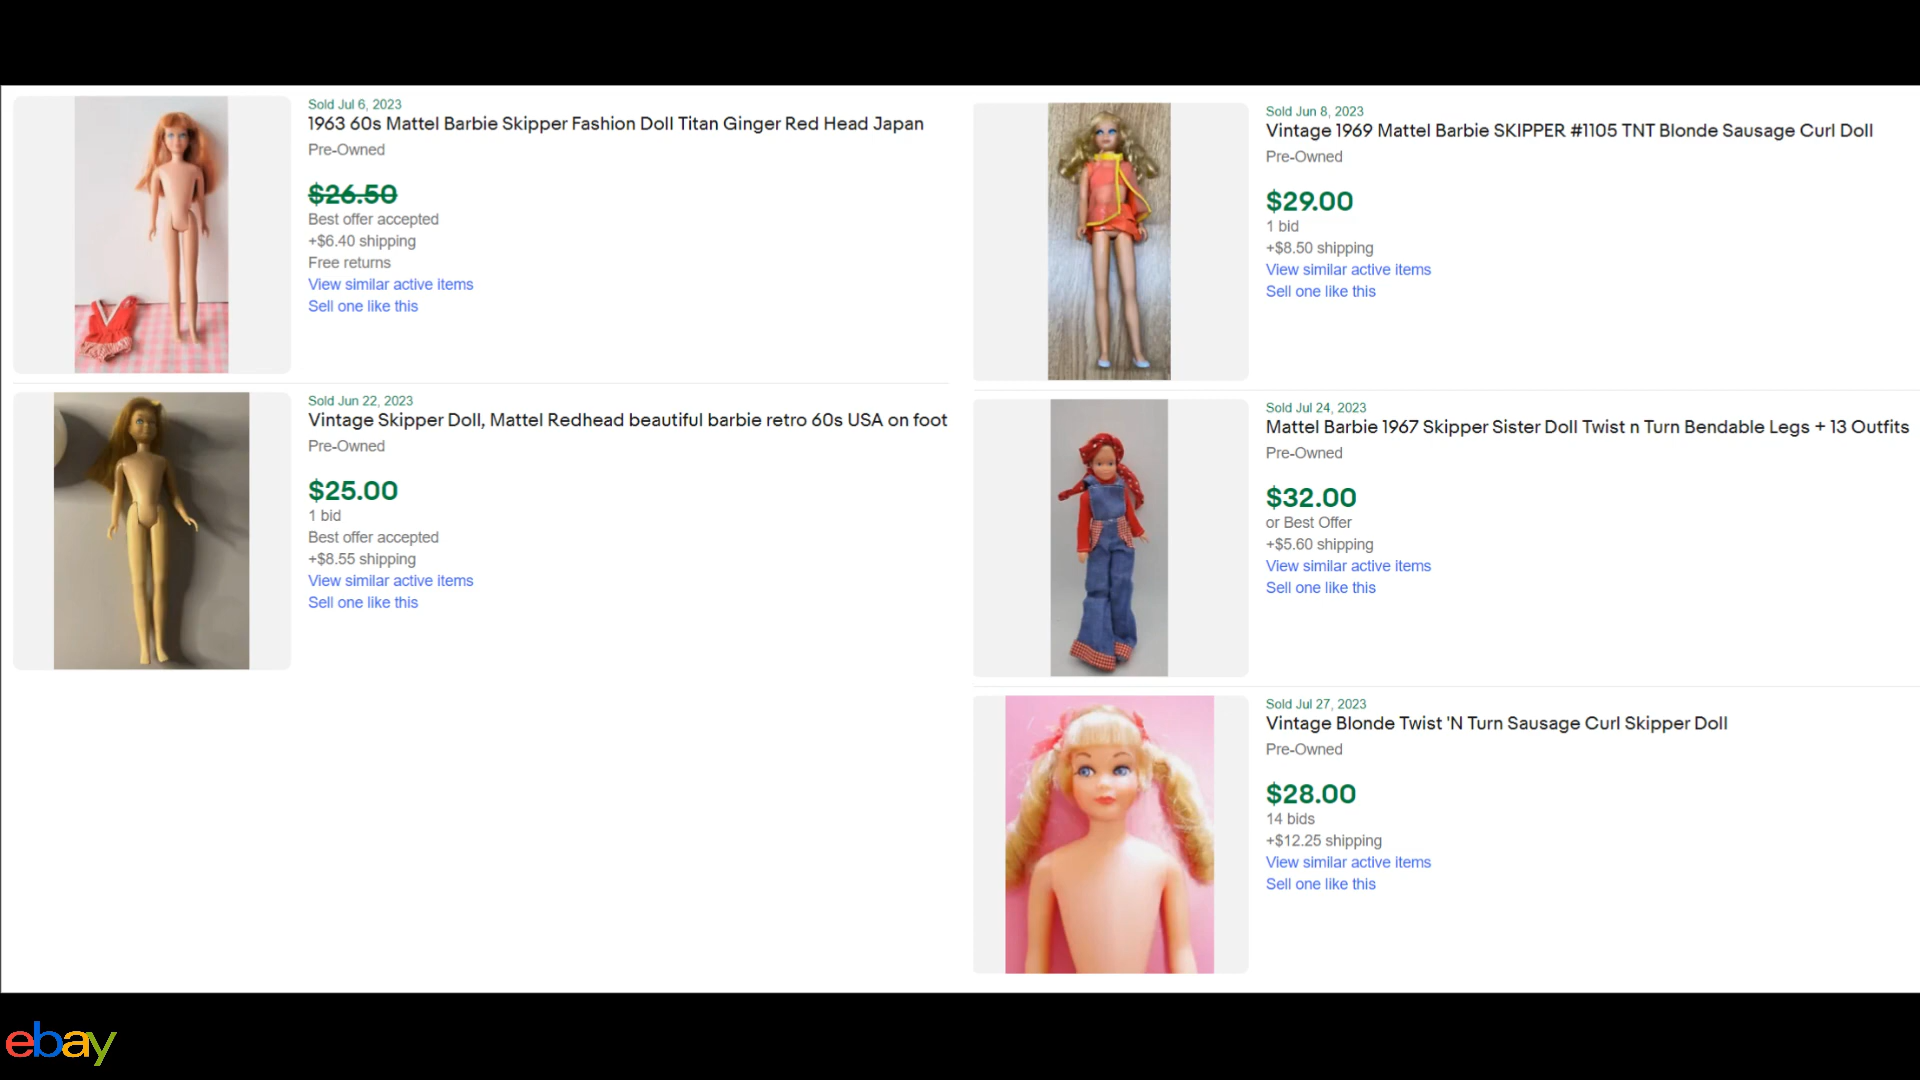 Sold Jul 6, 2023
1963 60s Mattel Barbie Skipper Fashion Doll Titan Ginger Red Head Japan
Pre-Owned
$26.50
Best offer accepted
+$6.40 shipping
Free returns
View similar active items
Sell one like this
Sold Jun 22, 2023
Vintage Skipper Doll, Mattel Redhead beautiful barbie retro 60s USA on foot
Pre-Owned
$25.00
1 bid
Best offer accepted
+$8.55 shipping
View similar active items
Sell one like this
Sold Jun 8, 2023
Vintage 1969 Mattel Barbie SKIPPER #1105 TNT Blonde Sausage Curl Doll
Pre-Owned
$29.00
1 bid
+$8.50 shipping
View similar active items
Sell one like this
Sold Jul 24, 2023
Mattel Barbie 1967 Skipper Sister Doll Twist n Turn Bendable Legs + 13 Outfits
Pre-Owned
$32.00
or Best Offer
+$5.60 shipping
View similar active items
Sell one like this
Sold Jul 27, 2023
Vintage Blonde Twist 'N Turn Sausage Curl Skipper Doll
Pre-Owned
$28.00
14 bids
+$12.25 shipping
View similar active items
Sell one like this
ebay